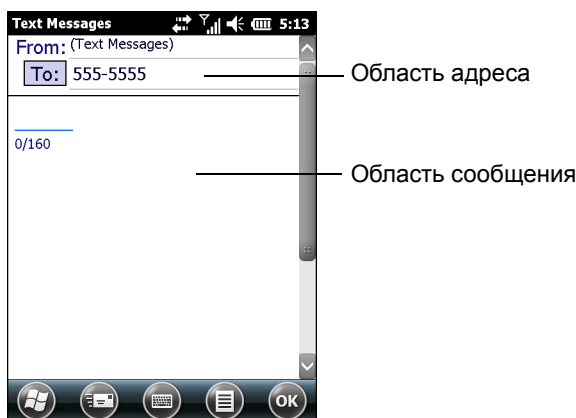 Text Messages 5:13
From: (Text Messages)
To: 555-5555
Область адреса
0/160
Область сообщения
OK